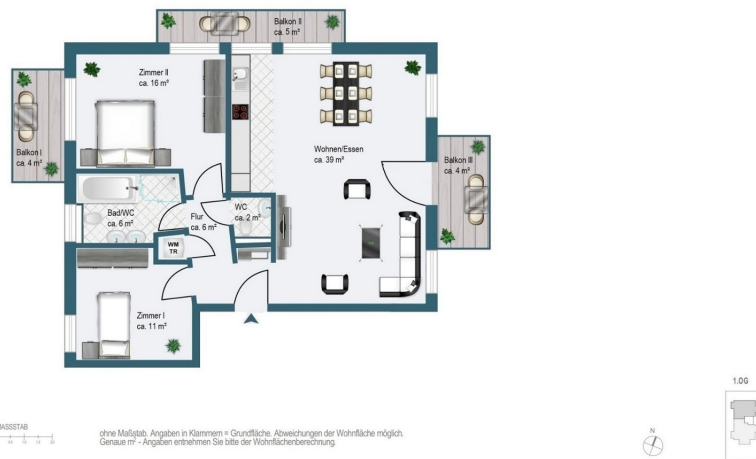 Balkon II
ca. 5 m²
Zimmer II
ca. 16 m²
Balkon I
ca. 4 m²
Wohnen/Essen
ca. 39 m²
Balkon III
ca. 4 m²
Bad/WC
ca. 6 m²
Flur
ca. 6 m²
WC
ca. 2 m²
WM
TR
Zimmer I
ca. 11 m²
1.OG
MASSSTAB
ohne Maßstab. Angaben in Klammern = Grundfläche. Abweichungen der Wohnfläche möglich.
Genaue m² - Angaben entnehmen Sie bitte der Wohnflächenberechnung.
N